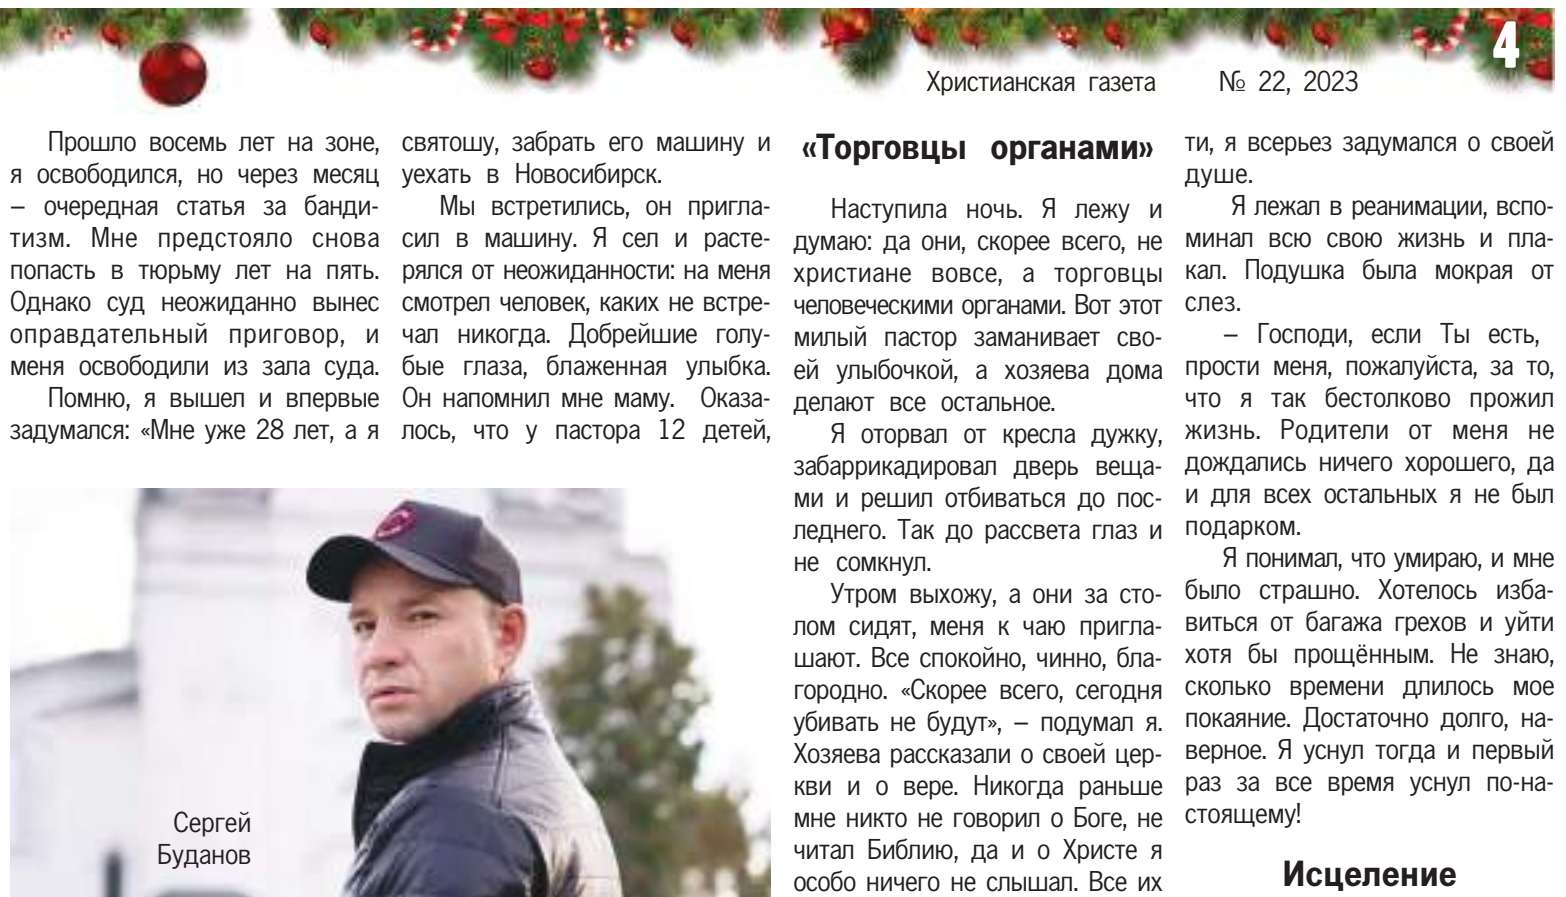 4
Христианская газета № 22, 2023
Прошло восемь лет на зоне,
я освободился, но через месяц
– очередная статья за банди-
тизм. Мне предстояло снова
попасть в тюрьму лет на пять.
Однако суд неожиданно вынес
оправдательный приговор, и
меня освободили из зала суда.
Помню, я вышел и впервые
задумался: «Мне уже 28 лет, а я
Сергей
Буданов
святошу, забрать его машину и
уехать в Новосибирск.
Мы встретились, он пригла-
сил в машину. Я сел и расте-
рялся от неожиданности: на меня
смотрел человек, каких не встре-
чал никогда. Добрейшие голу-
бые глаза, блаженная улыбка.
Он напомнил мне маму. Оказа-
лось, что у пастора 12 детей,
«Торговцы органами»
Наступила ночь. Я лежу и
думаю: да они, скорее всего, не
христиане вовсе, а торговцы
человеческими органами. Вот этот
милый пастор заманивает сво-
ей улыбочкой, а хозяева дома
делают все остальное.
Я оторвал от кресла дужку,
забаррикадировал дверь веща-
ми и решил отбиваться до пос-
леднего. Так до рассвета глаз и
не сомкнул.
Утром выхожу, а они за сто-
лом сидят, меня к чаю пригла-
шают. Все спокойно, чинно, бла-
городно. «Скорее всего, сегодня
убивать не будут», – подумал я.
Хозяева рассказали о своей цер-
кви и о вере. Никогда раньше
мне никто не говорил о Боге, не
читал Библию, да и о Христе я
особо ничего не слышал. Все их
ти, я всерьез задумался о своей
душе.
Я лежал в реанимации, вспо-
минал всю свою жизнь и пла-
кал. Подушка была мокрая от
слез.
– Господи, если Ты есть,
прости меня, пожалуйста, за то,
что я так бестолково прожил
жизнь. Родители от меня не
дождались ничего хорошего, да
и для всех остальных я не был
подарком.
Я понимал, что умираю, и мне
было страшно. Хотелось изба-
виться от багажа грехов и уйти
хотя бы прощённым. Не знаю,
сколько времени длилось мое
покаяние. Достаточно долго, на-
верное. Я уснул тогда и первый
раз за все время уснул по-на-
стоящему!
Исцеление